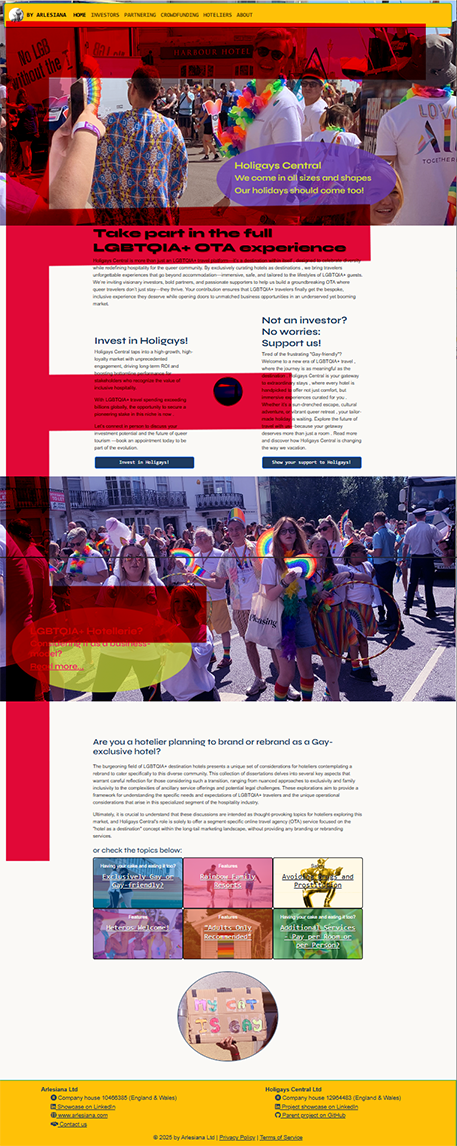 BY ARLESIANA HOME INVESTORS PARTNERING CROWDFUNDING HOTELIERS ABOUT
HARBOUR HOTEL
No LGB
without the T
LOVE
TOGETHER
Holigays Central
We come in all sizes and shapes
Our holidays should come too!
Take part in the full
LGBTQIA+ OTA experience
while redefining hospitality for the queer community. By exclusively curating hotels as destinations , we bring travelers
unforgettable experiences that go beyond accommodation—immersive, safe, and tailored to the lifestyles of LGBTQIA+ guests.
We're inviting visionary investors, bold partners, and passionate supporters to help us build a groundbreaking OTA where
queer travelers don't just stay—they thrive. Your contribution ensures that LGBTQIA+ travelers finally get the bespoke,
inclusive experience they deserve while opening doors to unmatched business opportunities in an underserved yet booming
market.
Invest in Holigays!
Holigays Central taps into a high-growth, high-
loyalty market with unprecedented
engagement, driving long-term ROI and
boosting bottomline performance for
stakeholders who recognize the value of
inclusive hospitality.
With LGBTQIA+ travel spending exceeding
billions globally, the opportunity to secure a
pioneering stake in this niche is now.
Let's connect in person to discuss your
investment potential and the future of queer
tourism —book an appointment today to be
part of the evolution.
Invest in Holigays!
Not an investor?
No worries:
Support us!
Tired of the frustrating "Gay-friendly"?
Welcome to a new era of LGBTQIA+ travel ,
where the journey is as meaningful as the
destination . Holigays Central is your gateway
to extraordinary stays , where every hotel is
handpicked to offer not just comfort, but
immersive experiences curated for you .
Whether it's a sun-drenched escape, cultural
adventure, or vibrant queer retreat , your tailor-
made holiday is waiting. Explore the future of
travel with us— because your getaway
deserves more than just a room . Read more
and discover how Holigays Central is changing
the way we vacation.
Show your support to Holigays!
Pleasing
LGBTQIA+ Hotellerie?
Considering it as a business-
model?
Read more...
Are you a hotelier planning to brand or rebrand as a Gay-
exclusive hotel?
The burgeoning field of LGBTQIA+ destination hotels presents a unique set of considerations for hoteliers contemplating a
rebrand to cater specifically to this diverse community. This collection of dissertations delves into several key aspects that
warrant careful reflection for those considering such a transition, ranging from nuanced approaches to exclusivity and family
inclusivity to the complexities of ancillary service offerings and potential legal challenges. These explorations aim to provide a
framework for understanding the specific needs and expectations of LGBTQIA+ travelers and the unique operational
considerations that arise in this specialized segment of the hospitality industry.
Ultimately, it is crucial to understand that these discussions are intended as thought-provoking topics for hoteliers exploring this
market, and Holigays Central's role is solely to offer a segment-specific online travel agency (OTA) service focused on the
"hotel as a destination" concept within the long-tail marketing landscape, without providing any branding or rebranding
services.
or check the topics below:
Having your cake and eating it too?
Exclusively Gay or
Gay-friendly?
Features
Rainbow Family
Resorts
Features
Heteros Welcome!
Features
"Adults Only
Recomended"
Having your cake and eating it too?
Additional Services
- Pay per Room or
per Person?
MY CAT
IS GAY
Arlesiana Ltd
Company house 10466385 (England & Wales)
Showcase on LinkedIn
www.arlesiana.com
Contact us
Holigays Central Ltd
Company house 12964483 (England & Wales)
Project showcase on LinkedIn
Parent project on GitHub
© 2025 by Arlesiana Ltd | Privacy Policy | Terms of Service